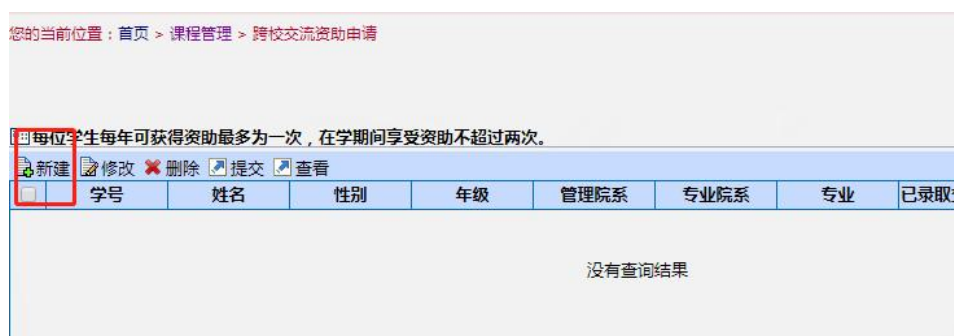 您的当前位置：首页 > 课程管理 > 跨校交流资助申请
每位学生每年可获得资助最多为一次，在学期间享受资助不超过两次。
新建 修改 删除 提交 查看
学号 姓名 性别 年级 管理院系 专业院系 专业 已录取
没有查询结果